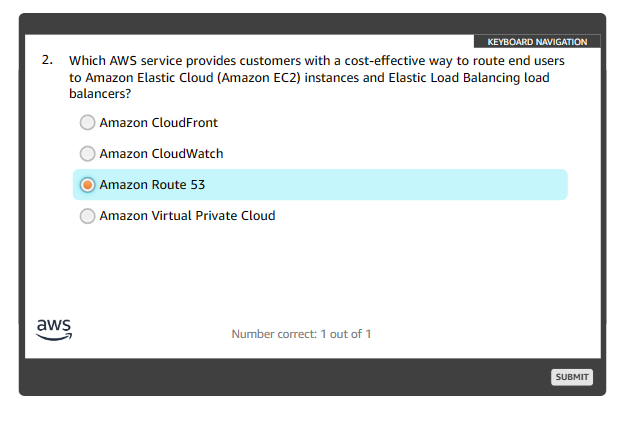 KEYBOARD NAVIGATION
2. Which AWS service provides customers with a cost-effective way to route end users
to Amazon Elastic Cloud (Amazon EC2) instances and Elastic Load Balancing load
balancers?
Amazon CloudFront
Amazon CloudWatch
Amazon Route 53
Amazon Virtual Private Cloud
aws
Number correct: 1 out of 1
SUBMIT